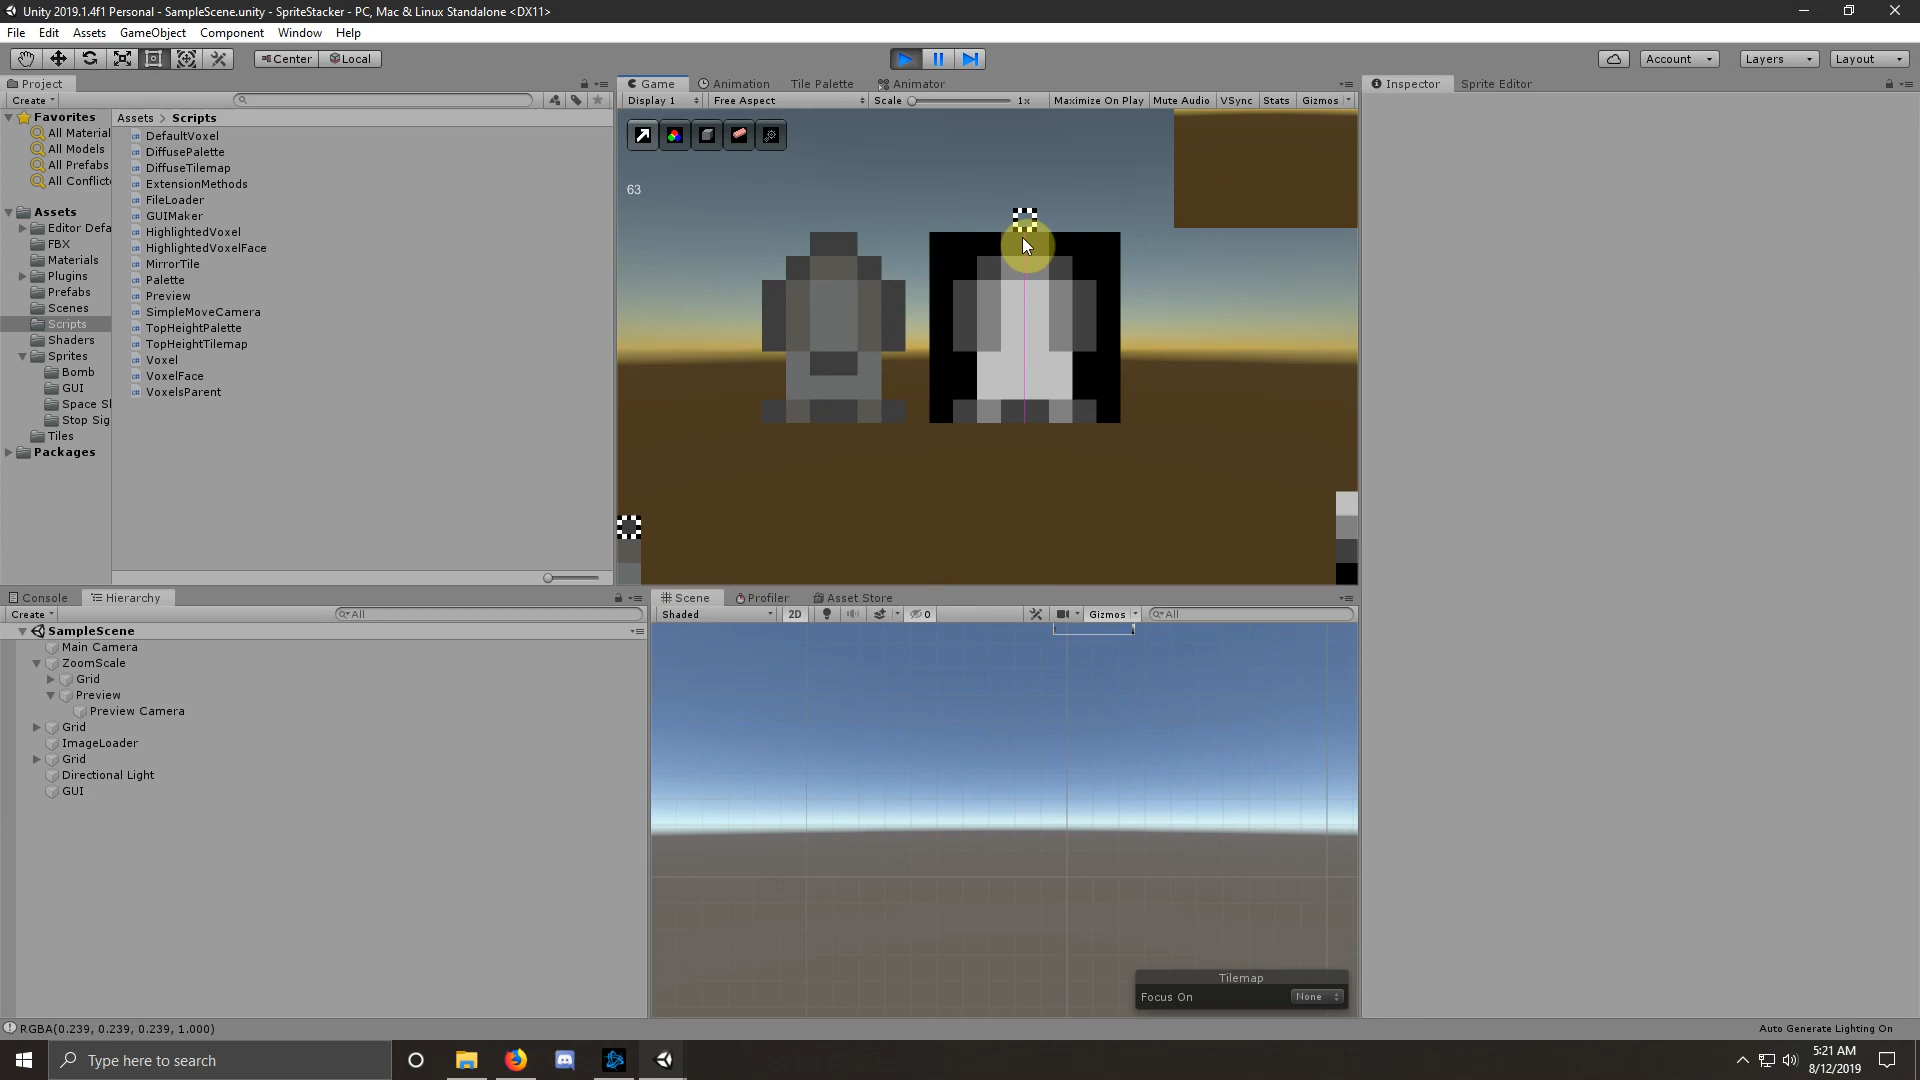 Unity 2019.1.4f1 Personal - SampleScene.unity - SpriteStacker - PC, Mac & Linux Standalone <DX11>
File Edit Assets GameObject Component Window Help
Center Local Account Layers Layout
Project
Create
Favorites
All Material
All Models
All Prefabs
All Conflict
Assets
Editor Defa
FBX
Materials
Plugins
Prefabs
Scenes
Scripts
Shaders
Sprites
Bomb
GUI
Space S
Stop Sig
Tiles
Packages
Assets > Scripts
DefaultVoxel
DiffusePalette
DiffuseTilemap
ExtensionMethods
FileLoader
GUIMaker
HighlightedVoxel
HighlightedVoxelFace
MirrorTile
Palette
Preview
SimpleMoveCamera
TopHeightPalette
TopHeightTilemap
Voxel
VoxelFace
VoxelsParent
Game Animation Tile Palette Animator
Display 1 Free Aspect Scale 1x Maximize On Play Mute Audio VSync Stats Gizmos
63
Inspector Sprite Editor
Console Hierarchy
Create All
SampleScene
Main Camera
ZoomScale
Grid
Preview
Preview Camera
Grid
ImageLoader
Grid
Directional Light
GUI
Scene Profiler Asset Store
Shaded 2D 0 Gizmos All
Tilemap
Focus On None
RGBA(0.239, 0.239, 0.239, 1.000)
Auto Generate Lighting On
Type here to search
5:21 AM
8/12/2019